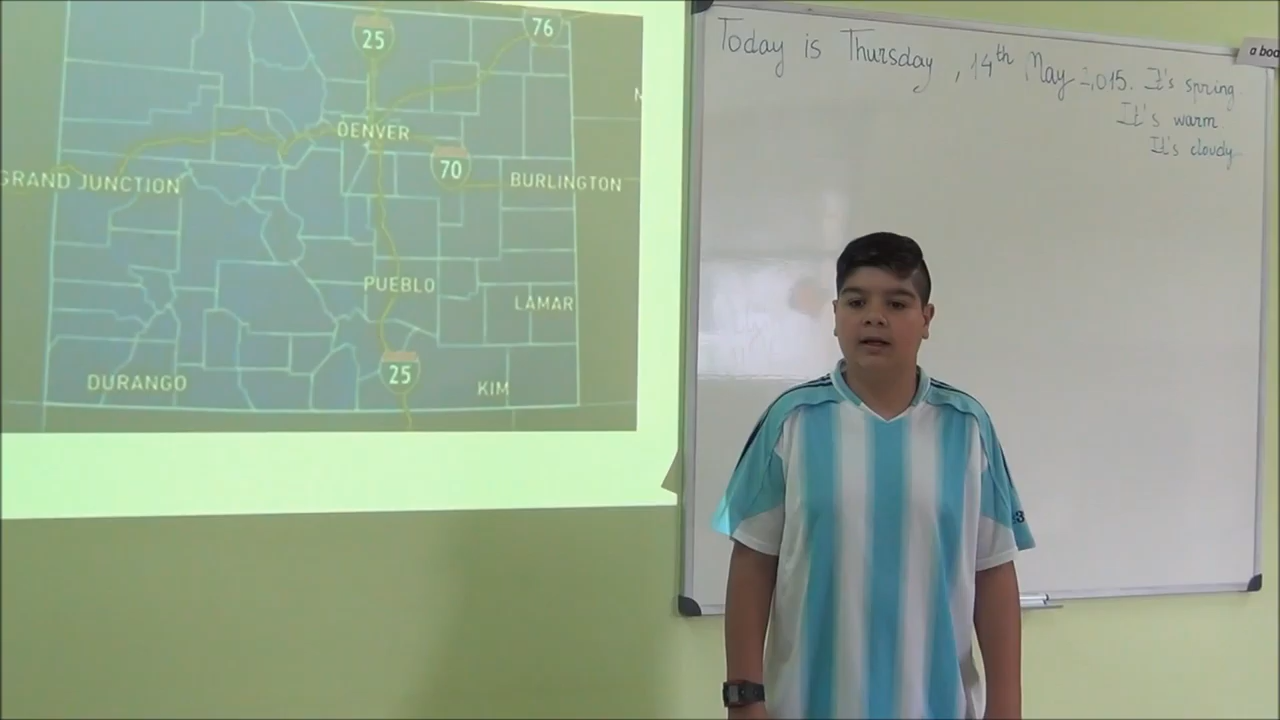 25
76
DENVER
70
GRAND JUNCTION
BURLINGTON
PUEBLO
LAMAR
25
DURANGO
KIM
Today is Thursday, 14th May 2015. It's spring.
It's warm.
It's cloudy
a boa